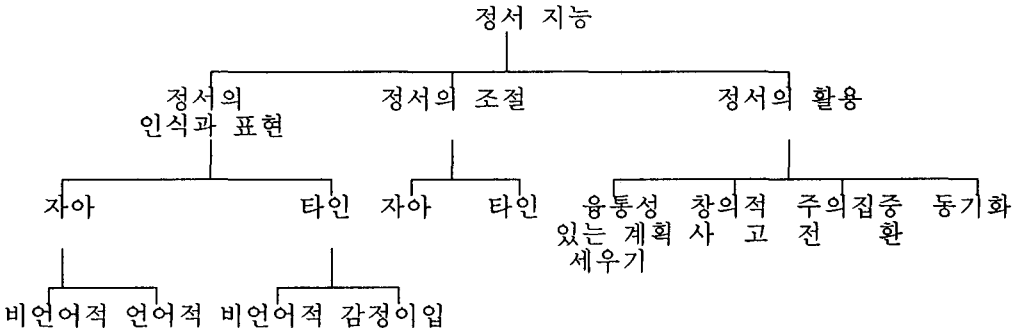 정서 지능
정서의 정서의 조절 정서의 활용
인식과 표현
자아 타인 자아 타인 융통성 창의적 주의집중 동기화
있는 계획 사 고 전 환
세우기
비언어적 언어적 비언어적 감정이입